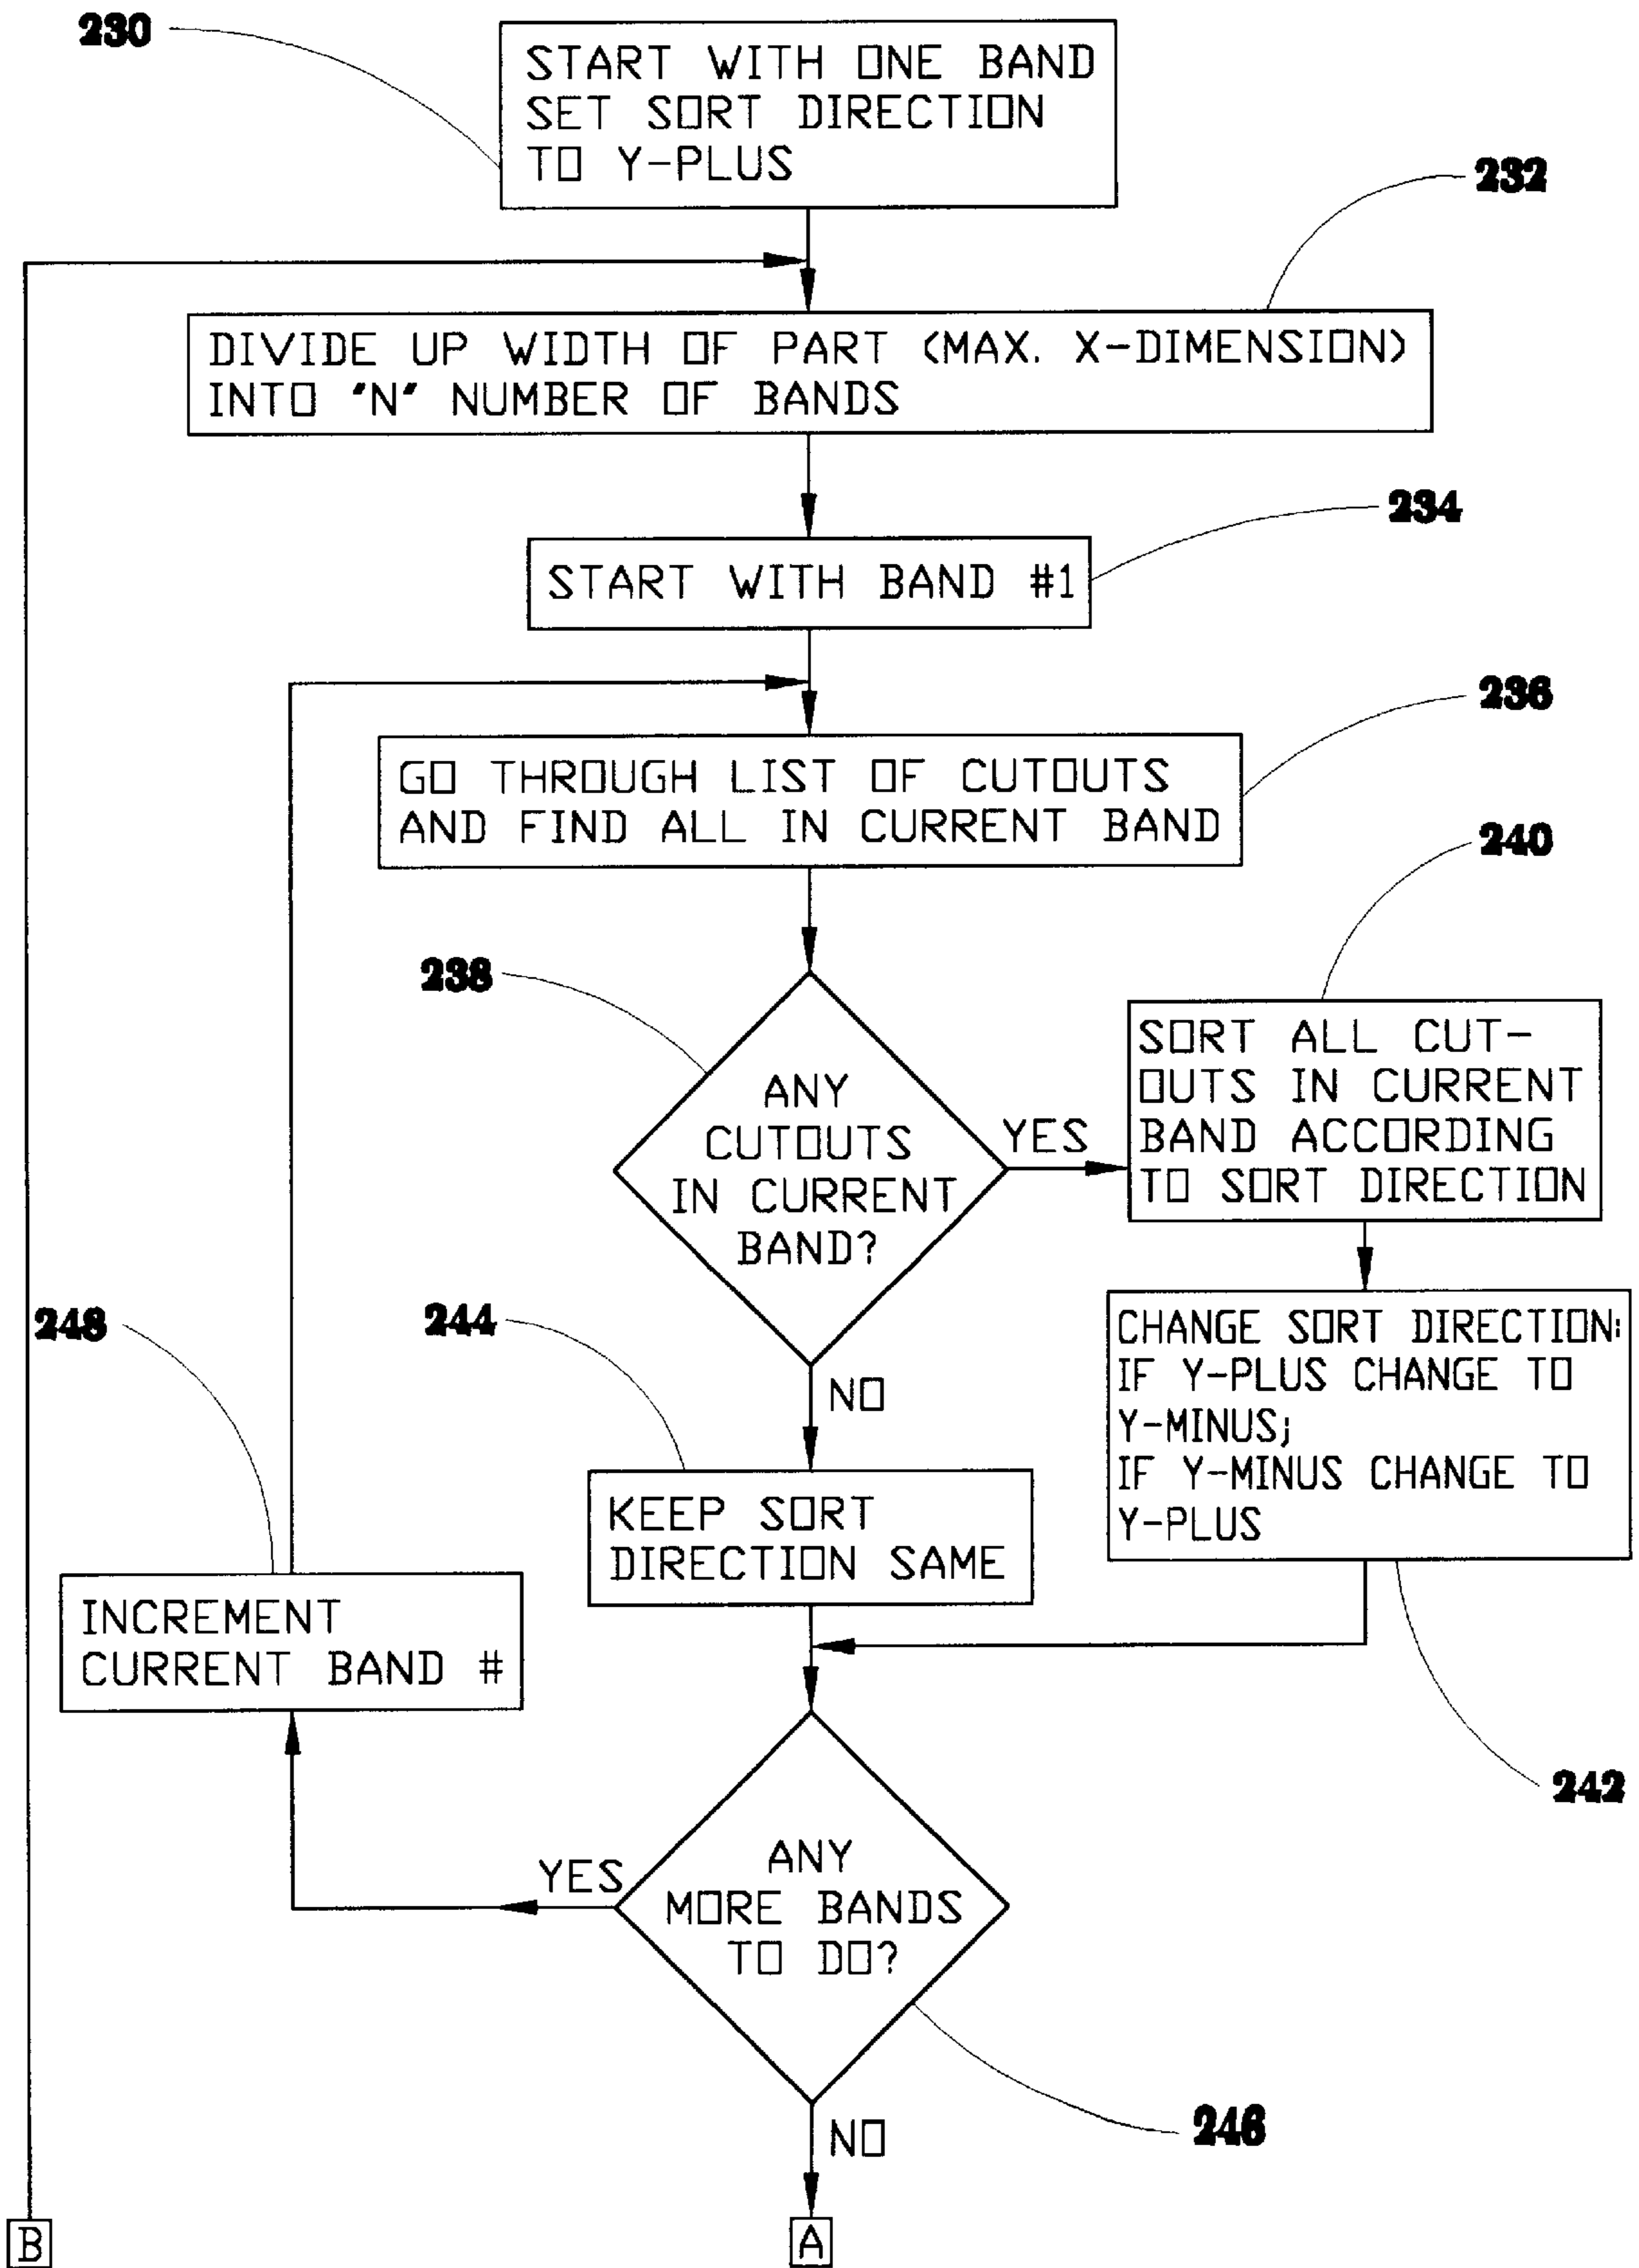 230
START WITH ONE BAND
SET SORT DIRECTION
TO Y-PLUS
232
DIVIDE UP WIDTH OF PART (MAX. X-DIMENSION)
INTO "N" NUMBER OF BANDS
234
START WITH BAND #1
236
GO THROUGH LIST OF CUTOUTS
AND FIND ALL IN CURRENT BAND
238
ANY
CUTOUTS
IN CURRENT
BAND?
YES
240
SORT ALL CUT-
OUTS IN CURRENT
BAND ACCORDING
TO SORT DIRECTION
CHANGE SORT DIRECTION:
IF Y-PLUS CHANGE TO
Y-MINUS;
IF Y-MINUS CHANGE TO
Y-PLUS
242
NO
244
KEEP SORT
DIRECTION SAME
248
INCREMENT
CURRENT BAND #
YES
ANY
MORE BANDS
TO DO?
246
NO
B
A